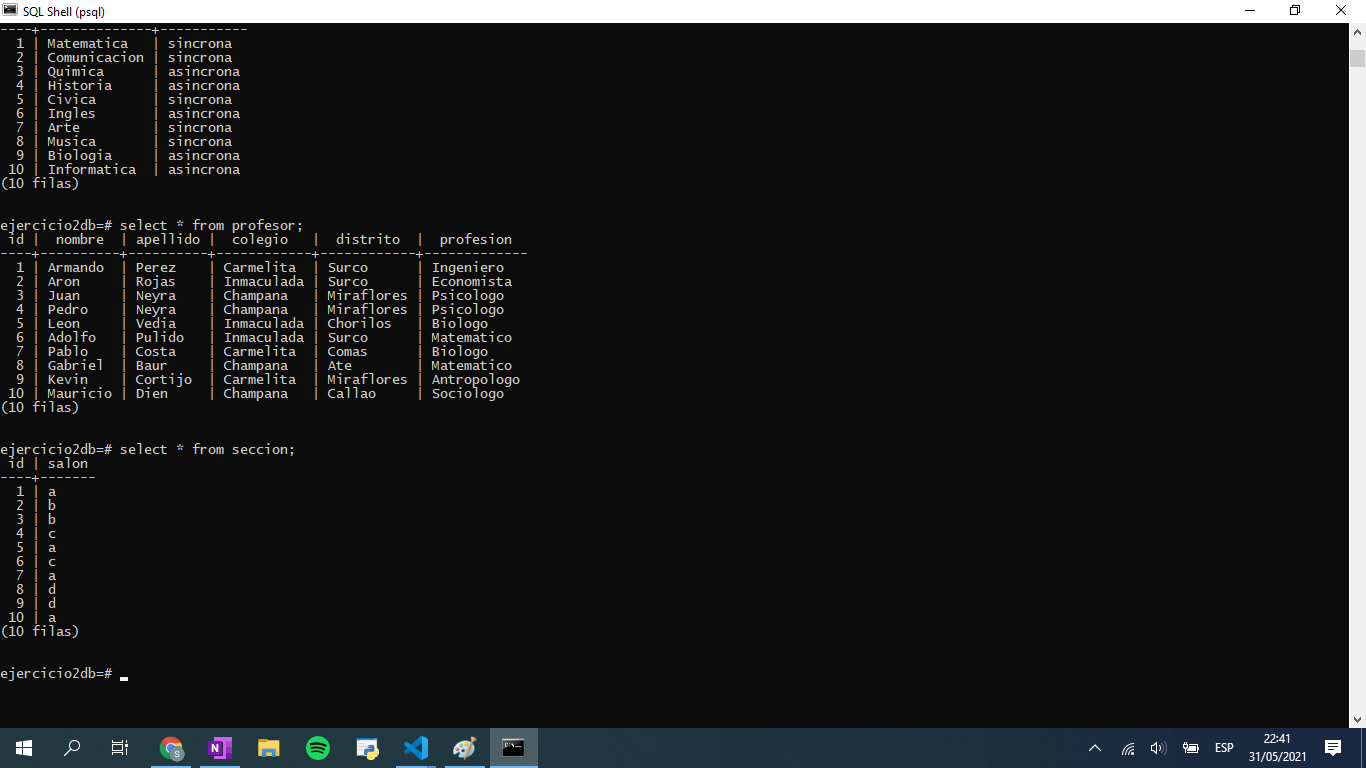 SQL Shell (psql)
----+--------------+-----------
  1 | Matematica   | sincrona
  2 | Comunicacion | sincrona
  3 | Quimica      | asincrona
  4 | Historia     | asincrona
  5 | Civica       | sincrona
  6 | Ingles       | asincrona
  7 | Arte         | sincrona
  8 | Musica       | sincrona
  9 | Biologia     | asincrona
 10 | Informatica  | asincrona
(10 filas)
ejercicio2db=# select * from profesor;
 id |  nombre  | apellido |  colegio   |  distrito  |  profesion
----+----------+----------+------------+------------+-------------
  1 | Armando  | Perez    | Carmelita  | Surco      | Ingeniero
  2 | Aron     | Rojas    | Inmaculada | Surco      | Economista
  3 | Juan     | Neyra    | Champana   | Miraflores | Psicologo
  4 | Pedro    | Neyra    | Champana   | Miraflores | Psicologo
  5 | Leon     | Vedia    | Inmaculada | Chorilos   | Biologo
  6 | Adolfo   | Pulido   | Inmaculada | Surco      | Matematico
  7 | Pablo    | Costa    | Carmelita  | Comas      | Biologo
  8 | Gabriel  | Baur     | Champana   | Ate        | Matematico
  9 | Kevin    | Cortijo  | Carmelita  | Miraflores | Antropologo
 10 | Mauricio | Dien     | Champana   | Callao     | Sociologo
(10 filas)
ejercicio2db=# select * from seccion;
 id | salon
----+-------
  1 | a
  2 | b
  3 | b
  4 | c
  5 | a
  6 | c
  7 | a
  8 | d
  9 | d
 10 | a
(10 filas)
ejercicio2db=#
ESP
22:41
31/05/2021